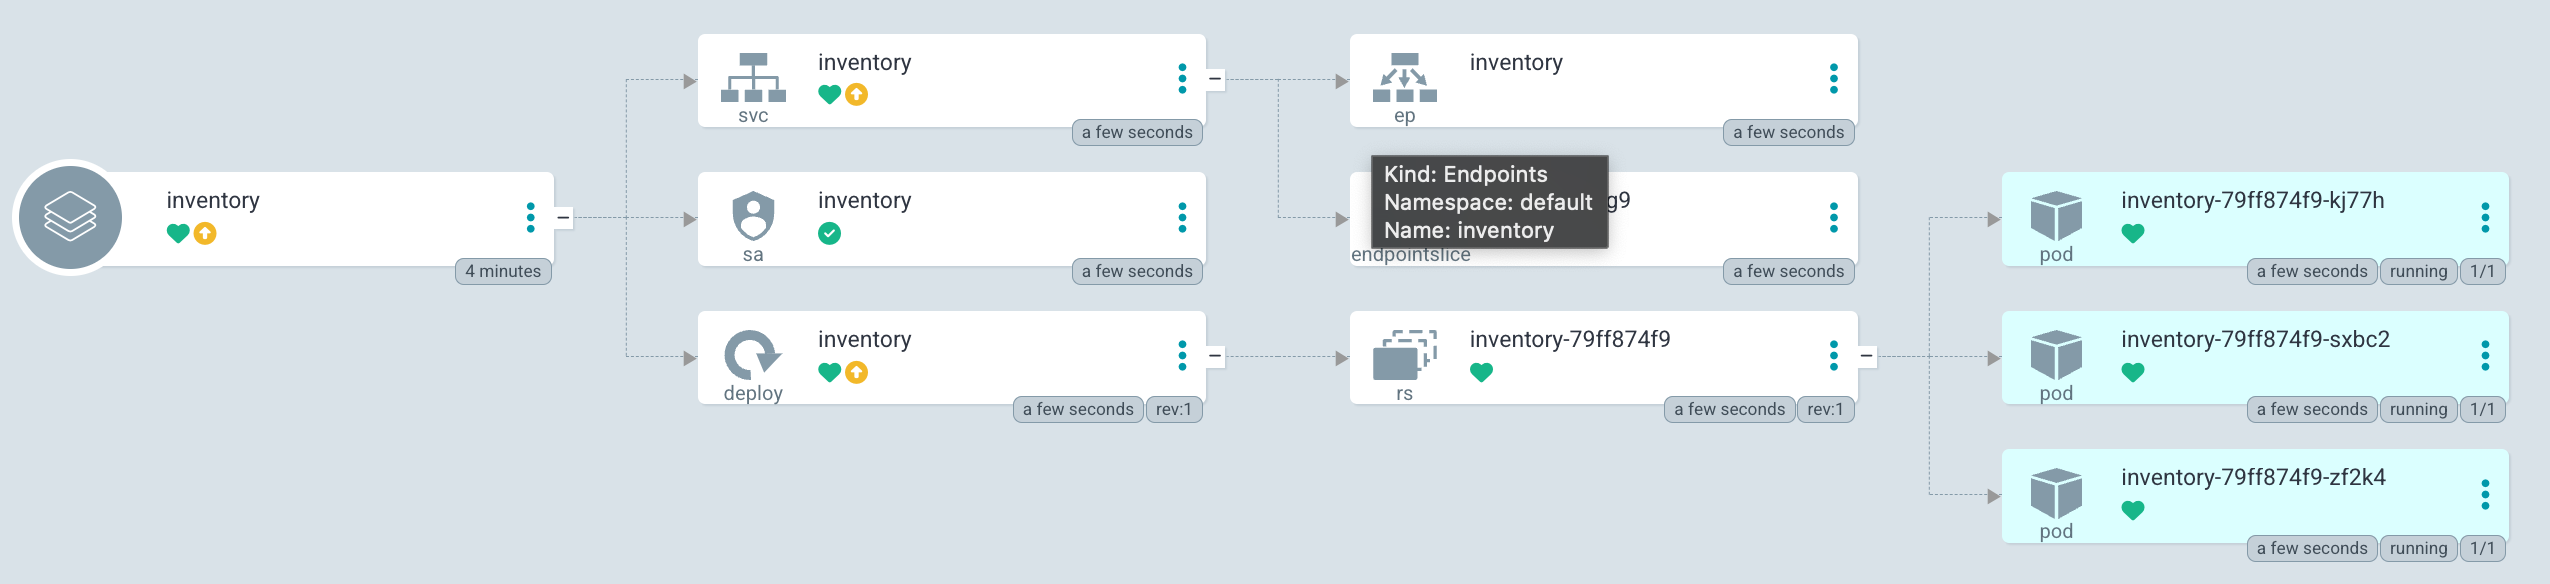 inventory
4 minutes
inventory
svc
a few seconds
inventory
sa
a few seconds
inventory
deploy
a few seconds
rev:1
inventory
ep
a few seconds
Kind: Endpoints
Namespace: default
Name: inventory
g9
endpointslice
a few seconds
inventory-79ff874f9
rs
a few seconds
rev:1
inventory-79ff874f9-kj77h
pod
a few seconds
running
1/1
inventory-79ff874f9-sxbc2
pod
a few seconds
running
1/1
inventory-79ff874f9-zf2k4
pod
a few seconds
running
1/1